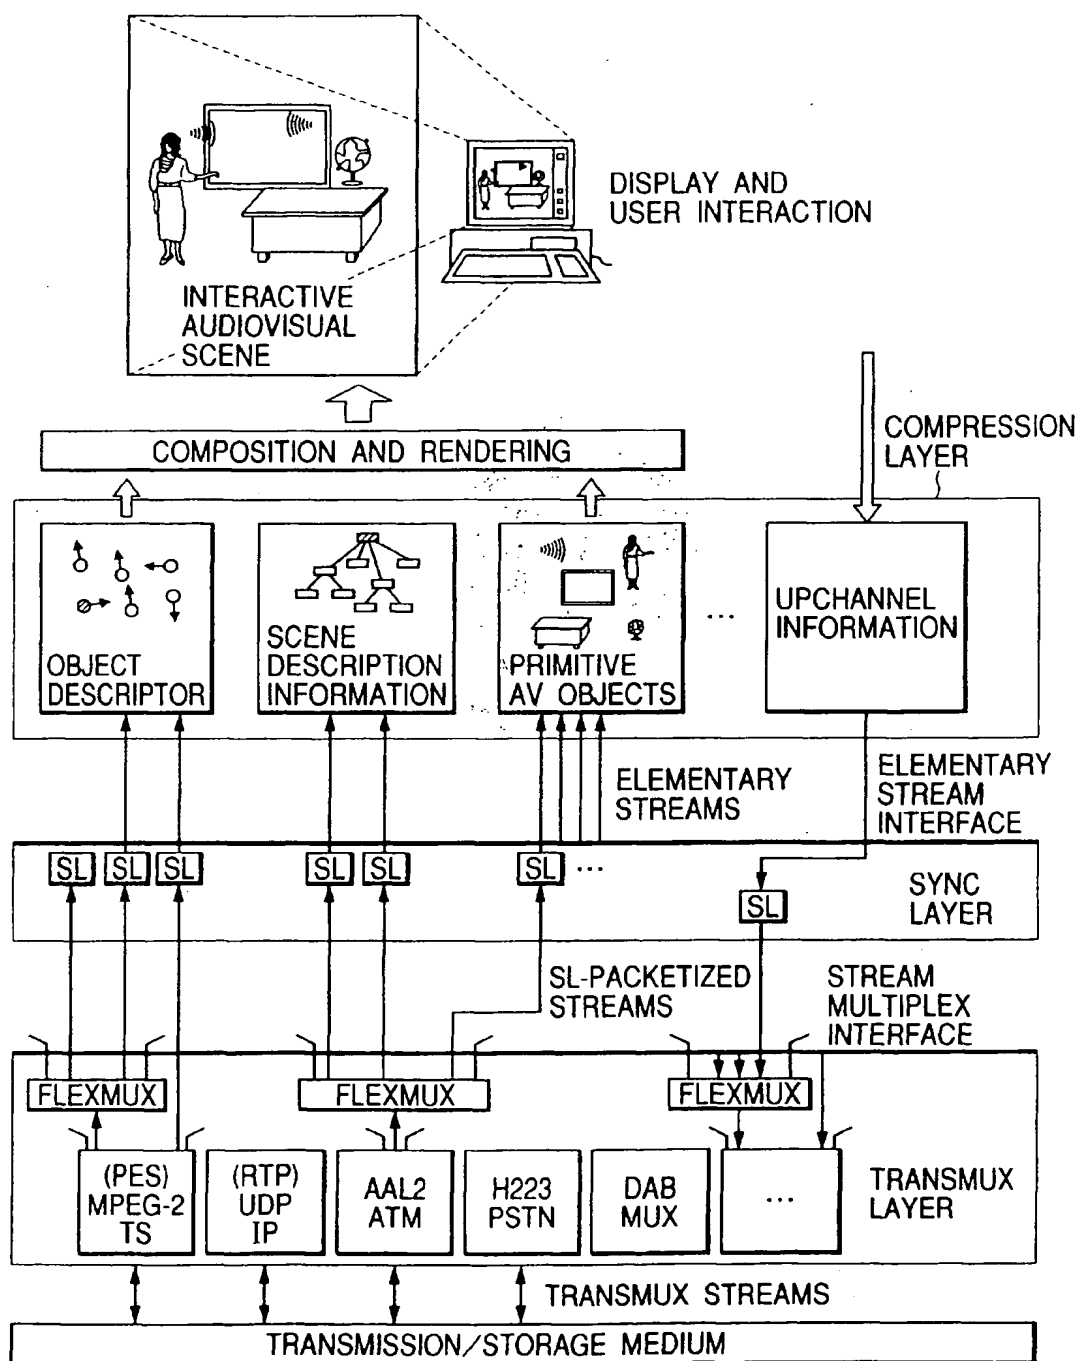 DISPLAY AND
USER INTERACTION
INTERACTIVE
AUDIOVISUAL
SCENE
COMPOSITION AND RENDERING
COMPRESSION
LAYER
OBJECT
DESCRIPTOR
SCENE
DESCRIPTION
INFORMATION
PRIMITIVE
AV OBJECTS
...
UPCHANNEL
INFORMATION
ELEMENTARY
STREAMS
ELEMENTARY
STREAM
INTERFACE
SL
SL
SL
SL
SL
SL
...
SL
SYNC
LAYER
SL-PACKETIZED
STREAMS
STREAM
MULTIPLEX
INTERFACE
FLEXMUX
FLEXMUX
FLEXMUX
(PES)
MPEG-2
TS
(RTP)
UDP
IP
AAL2
ATM
H223
PSTN
DAB
MUX
...
TRANSMUX
LAYER
TRANSMUX STREAMS
TRANSMISSION/STORAGE MEDIUM